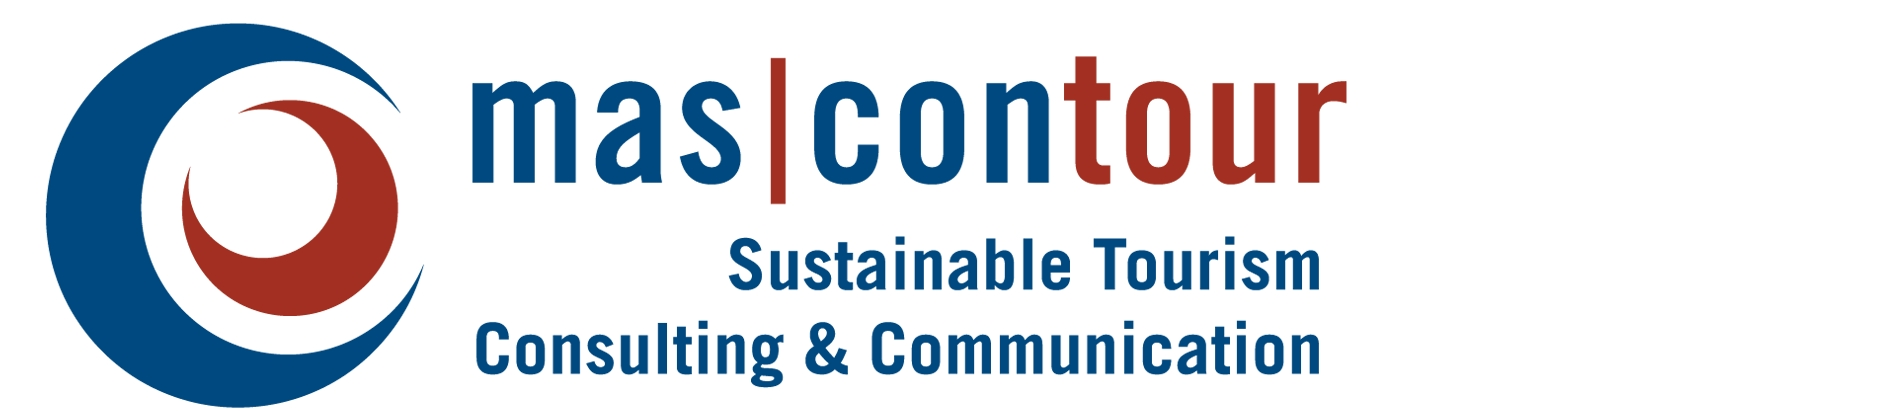 mas|contour
Sustainable Tourism
Consulting & Communication